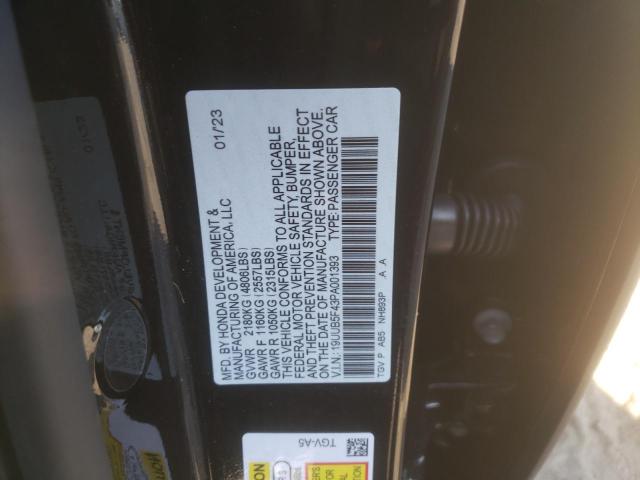 MFD. BY HONDA DEVELOPMENT &
MANUFACTURING OF AMERICA, LLC
01/23
GVWR 2180KG (4806LBS)
GAWR F 1160KG (2557LBS)
GAWR R 1050KG (2315LBS)
THIS VEHICLE CONFORMS TO ALL APPLICABLE
FEDERAL MOTOR VEHICLE SAFETY, BUMPER,
AND THEFT PREVENTION STANDARDS IN EFFECT
ON THE DATE OF MANUFACTURE SHOWN ABOVE.
V.I.N.: 19UUB5F43PA001393 TYPE:PASSENGER CAR
TGV P AB5 NH893P A A
TGV-A5